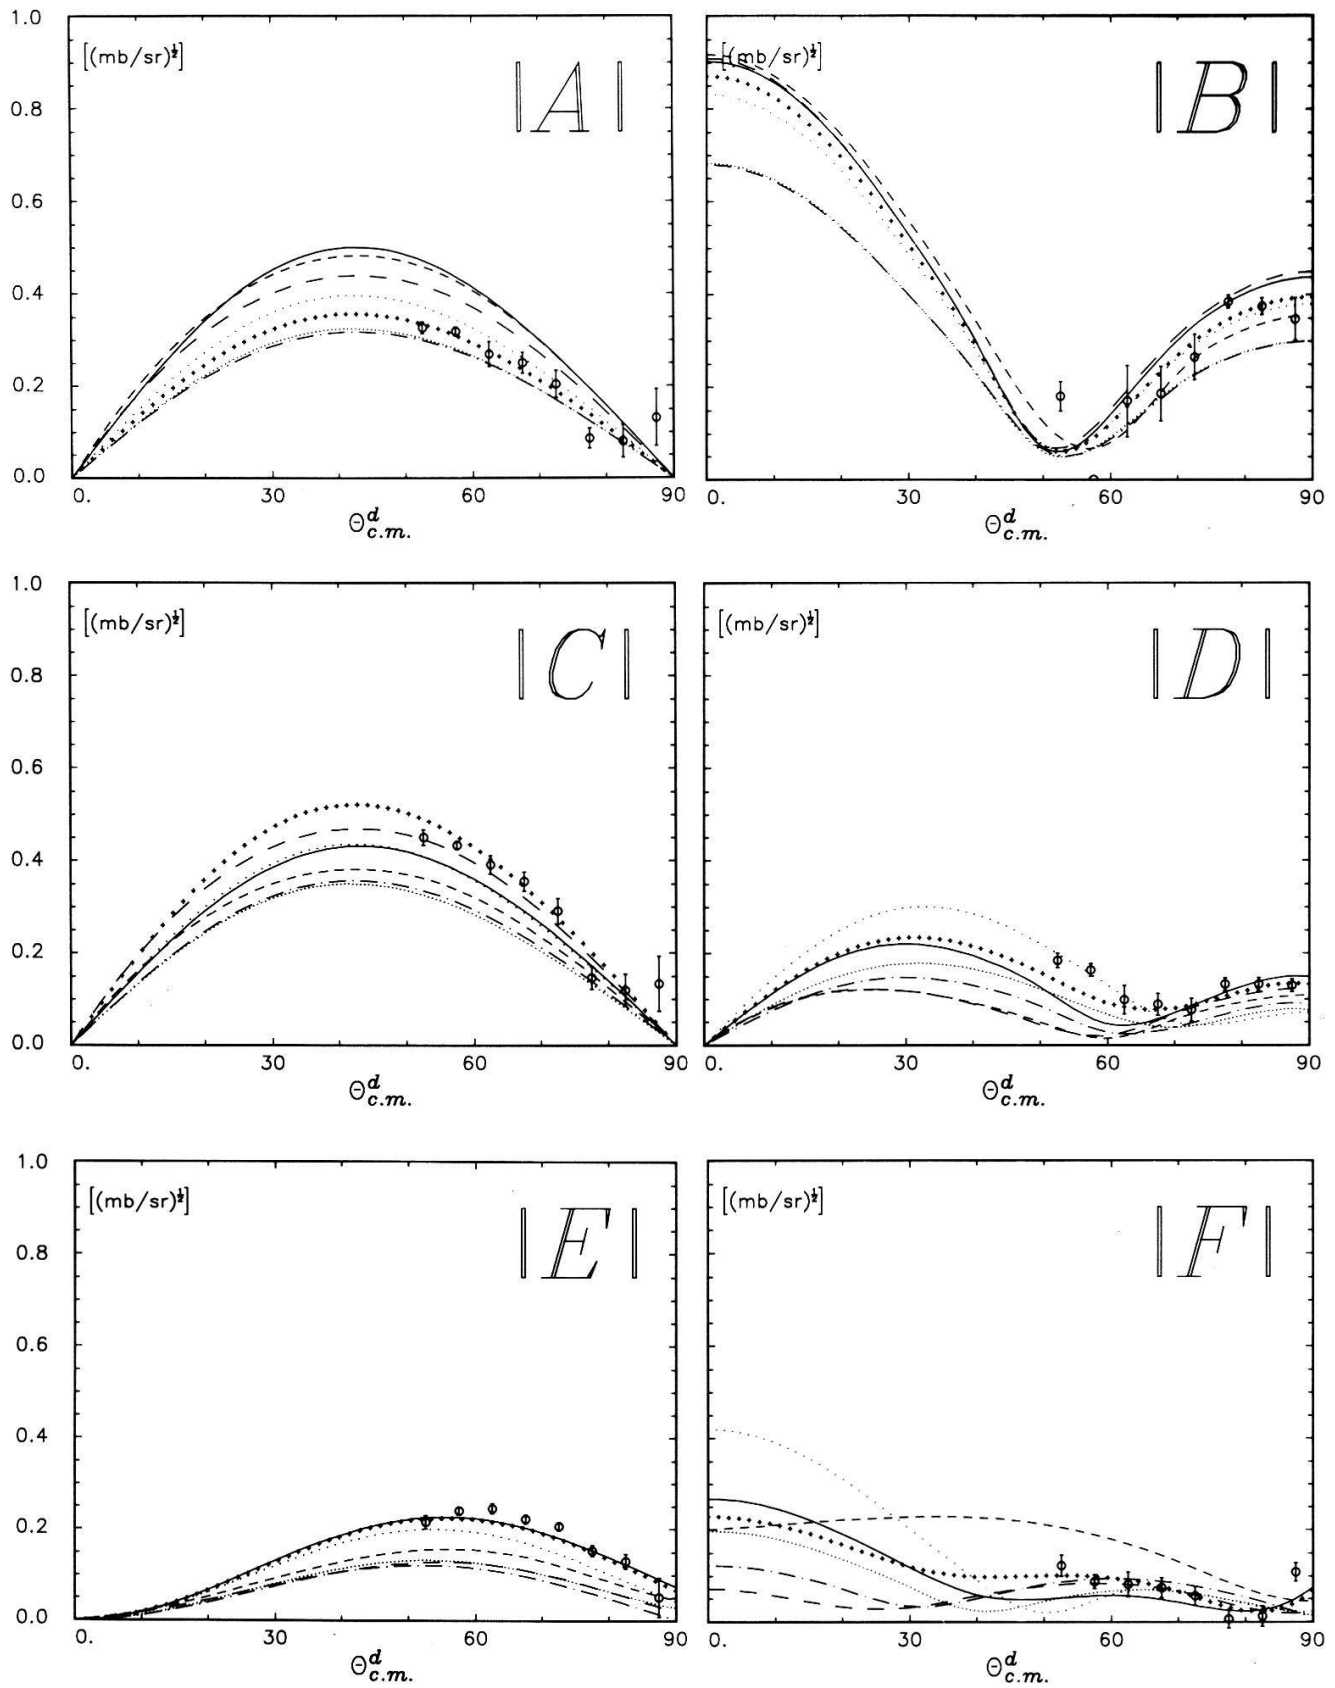 1.0
[(mb/sr)^½]
|A|
0.8
0.6
0.4
0.2
0.0
0. 30 60 90
Θ^d_c.m.
[(mb/sr)^½]
|B|
0. 30 60 90
Θ^d_c.m.
1.0
[(mb/sr)^½]
|C|
0.8
0.6
0.4
0.2
0.0
0. 30 60 90
Θ^d_c.m.
[(mb/sr)^½]
|D|
0. 30 60 90
Θ^d_c.m.
1.0
[(mb/sr)^½]
|E|
0.8
0.6
0.4
0.2
0.0
0. 30 60 90
Θ^d_c.m.
[(mb/sr)^½]
|F|
0. 30 60 90
Θ^d_c.m.